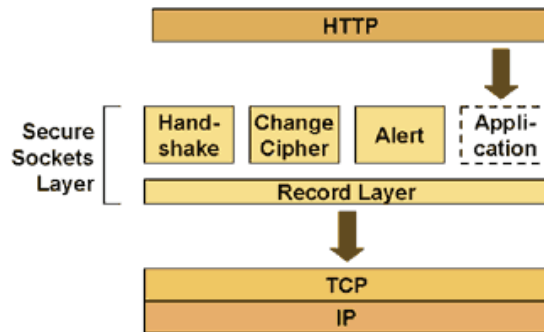 HTTP
Secure
Sockets
Layer
Hand-
shake
Change
Cipher
Alert
Appli-
cation
Record Layer
TCP
IP